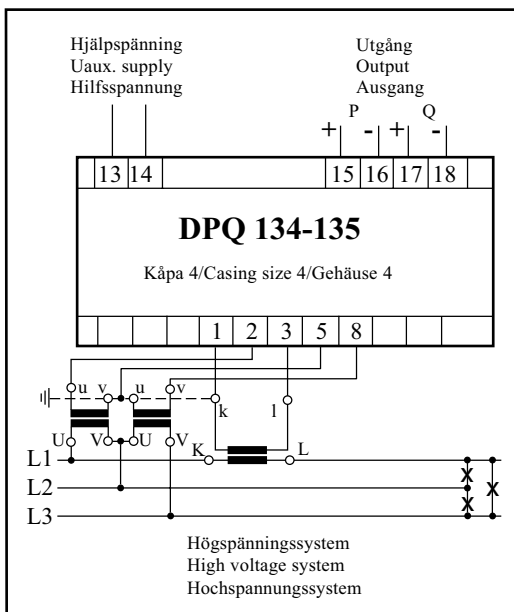 Hjälpspänning
Uaux. supply
Hilfsspannung
Utgång
Output
Ausgang
P Q
+ - + -
13 14 15 16 17 18
DPQ 134-135
Kåpa 4/Casing size 4/Gehäuse 4
1 2 3 5 8
u v u v
k l
U V U V K L
L1
L2
L3
X
X
X
Högspänningssystem
High voltage system
Hochspannungssystem